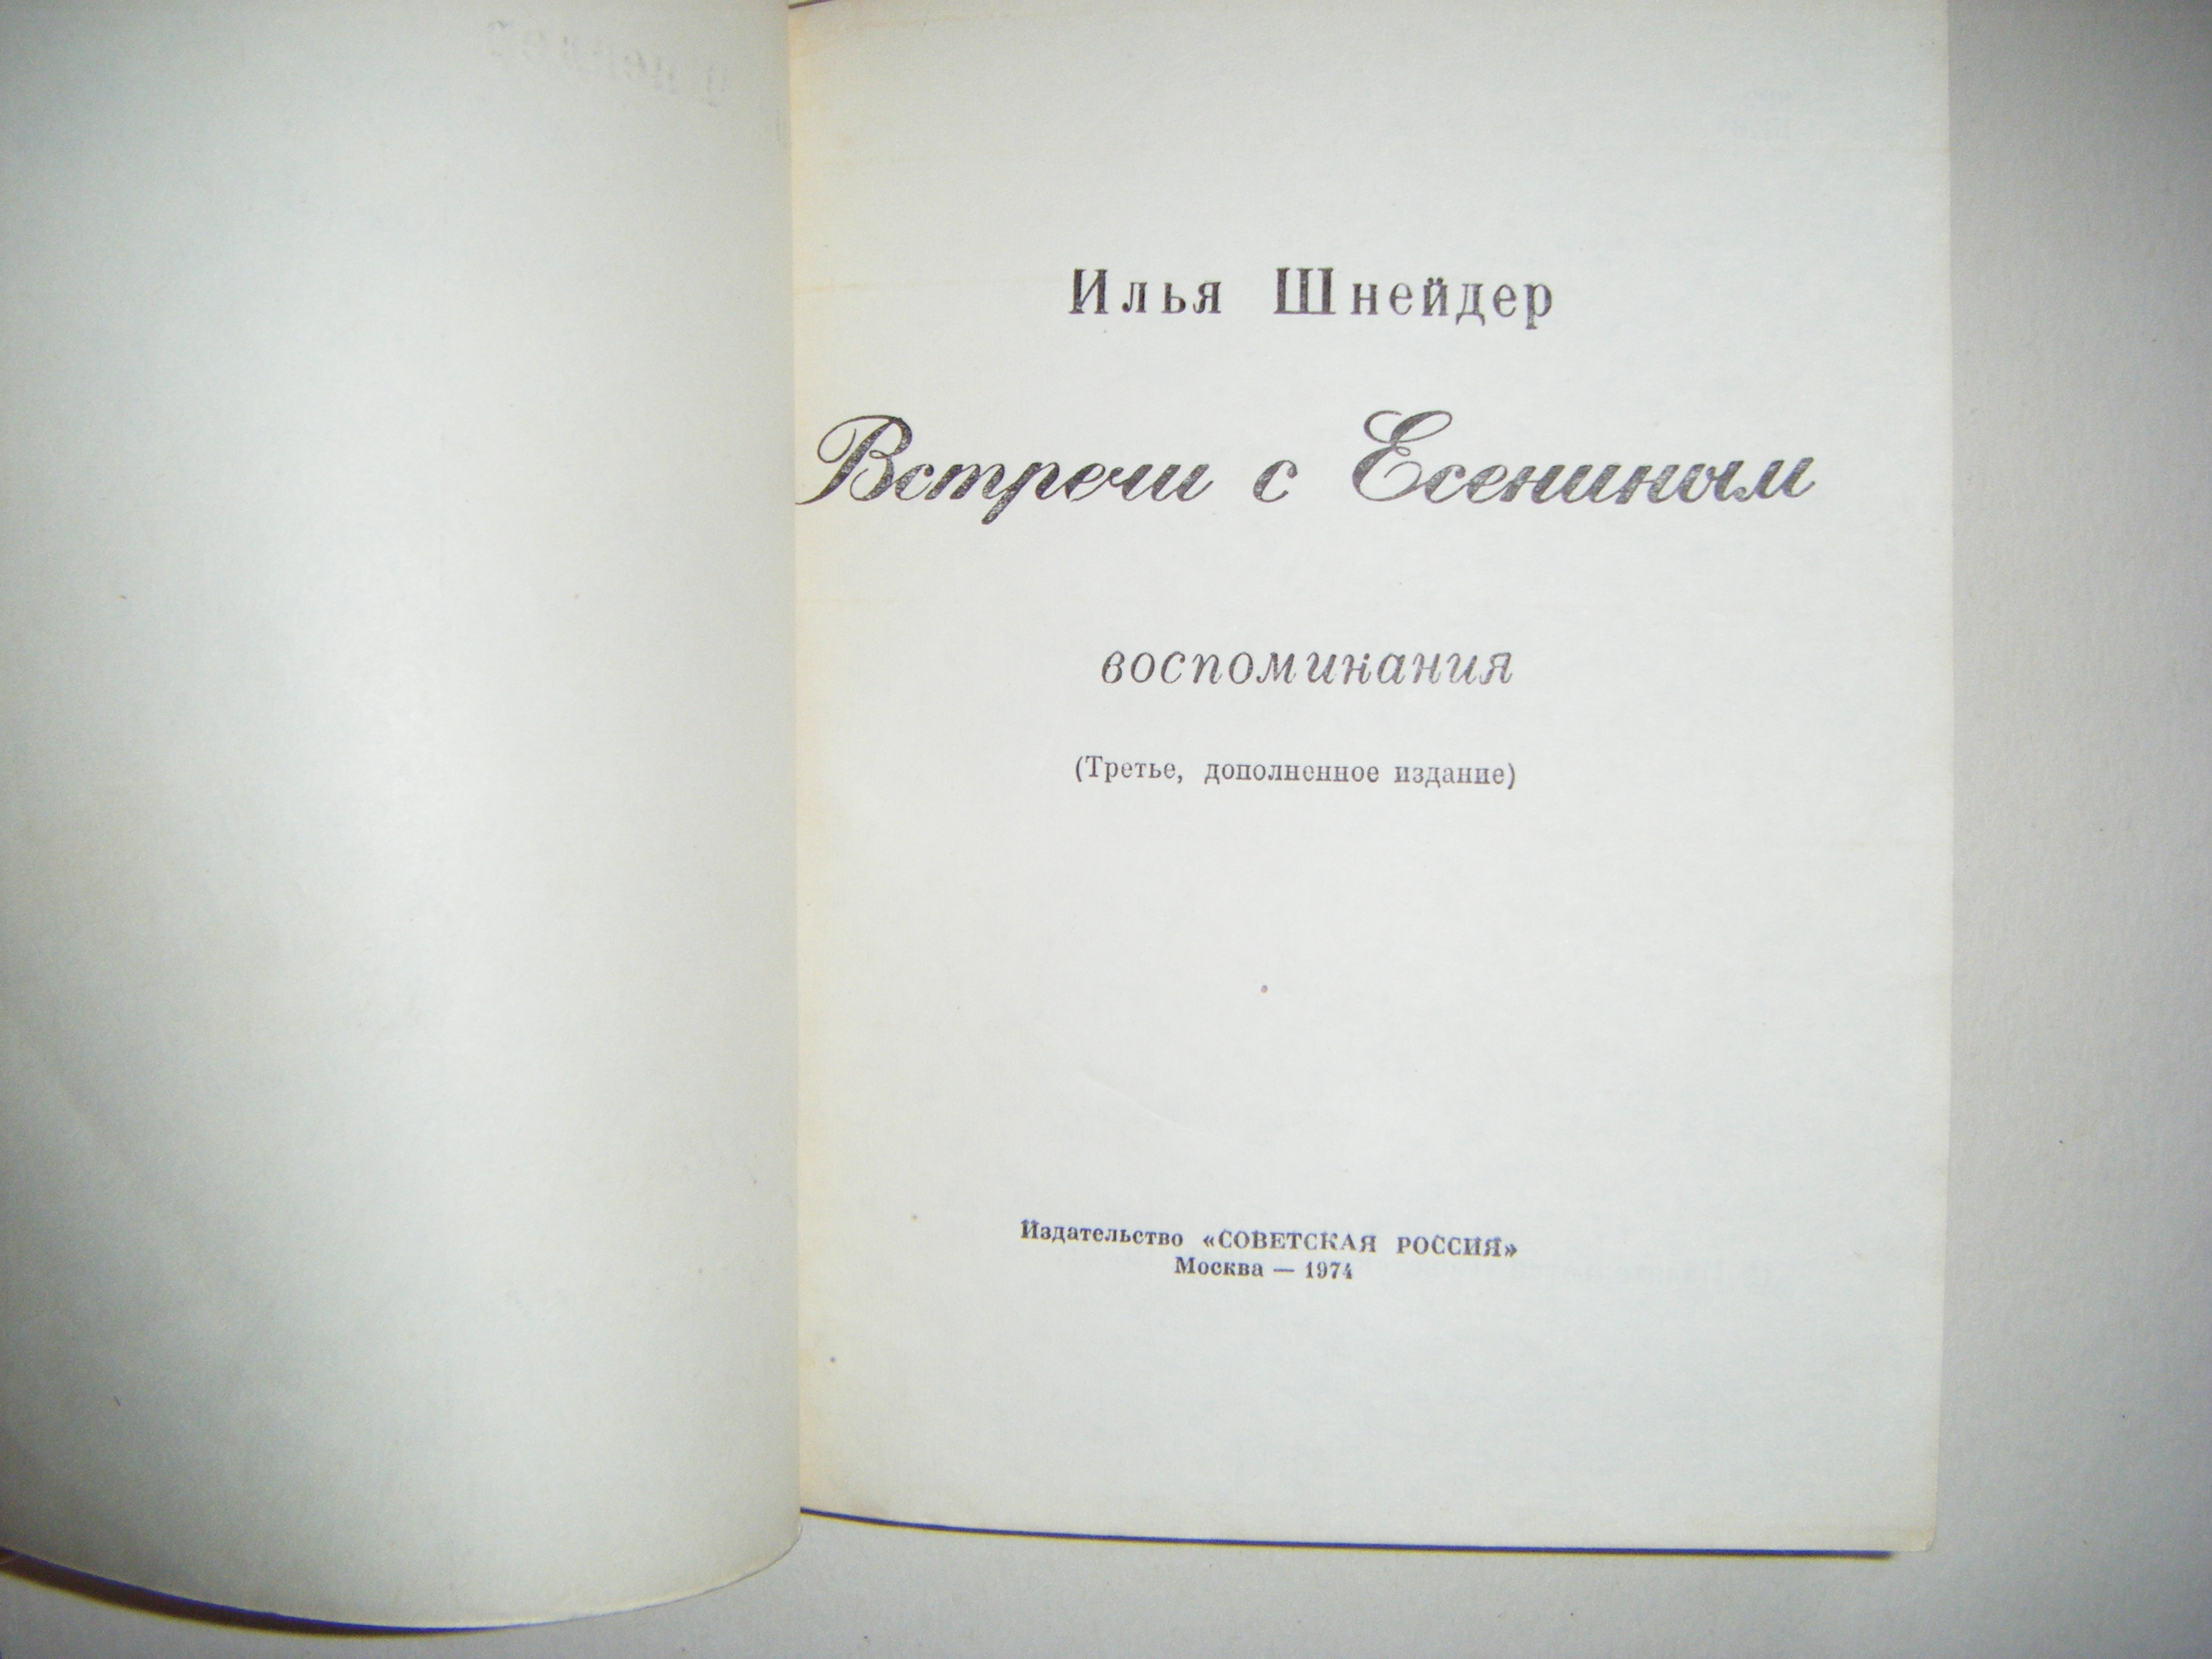 Илья Шнейдер
Встречи с Есениным
воспоминания
(Третье, дополненное издание)
Издательство «СОВЕТСКАЯ РОССИЯ»
Москва — 1974